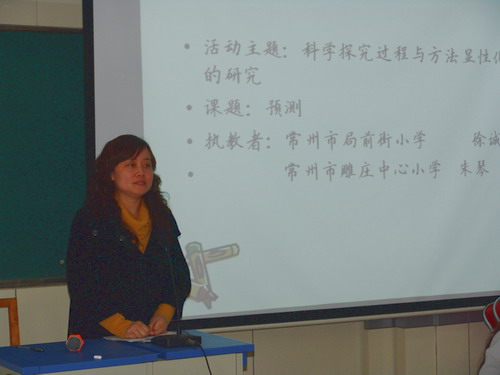 • 活动主题：科学探究过程与方法显性化
的研究
• 课题：预测
• 执教者：常州市局前街小学 徐诚
• 常州市雕庄中心小学 朱琴